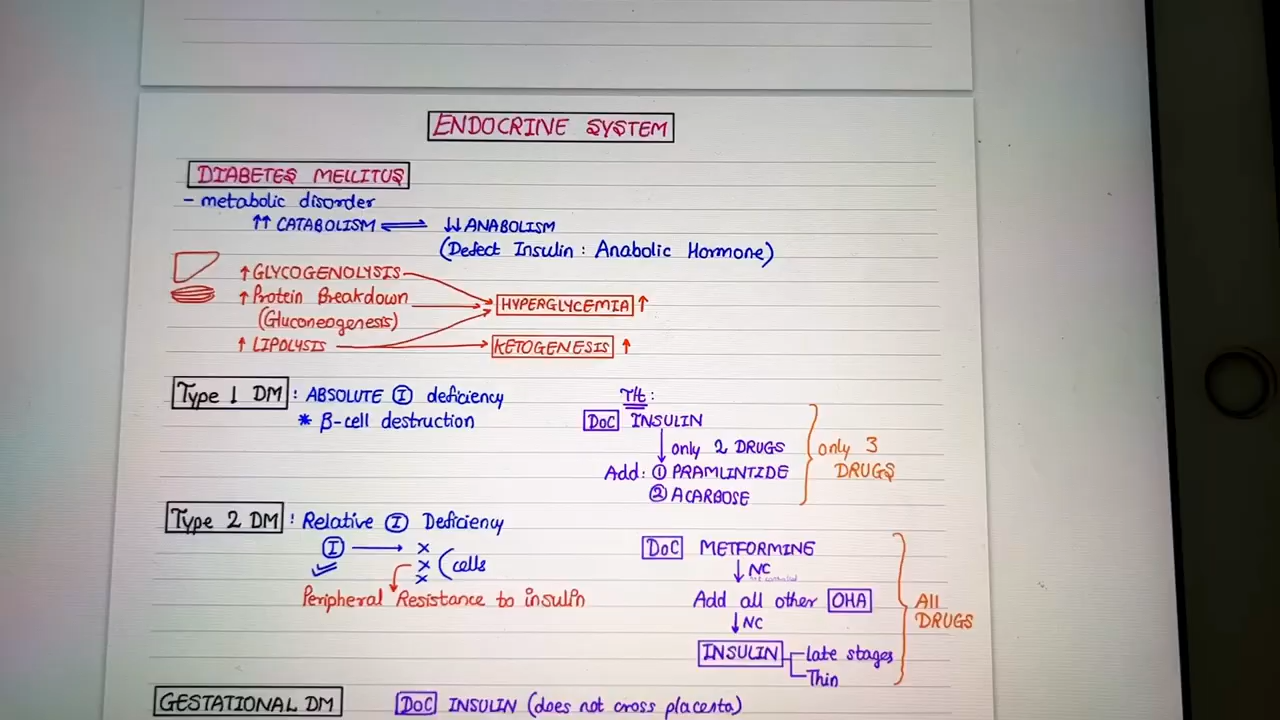 ENDOCRINE SYSTEM
DIABETES MELLITUS
- metabolic disorder
↑↑ CATABOLISM ⇌ ↓↓ ANABOLISM
(Defect Insulin : Anabolic Hormone)
↑ GLYCOGENOLYSIS
↑ Protein Breakdown
HYPERGLYCEMIA ↑
(Gluconeogenesis)
↑ LIPOLYSIS → KETOGENESIS ↑
Type 1 DM : ABSOLUTE Ⓘ deficiency
* β-cell destruction
Tt :
DoC INSULIN
↓ only 2 DRUGS
Add: ① PRAMLINTIDE
② ACARBOSE
only 3
DRUGS
Type 2 DM : Relative Ⓘ Deficiency
Ⓘ → x
✓ x (cells
x
Peripheral Resistance to insulin
DoC METFORMING
↓ NC
not controlled
Add all other OHA
↓ NC
INSULIN late stages
Thin
All
DRUGS
GESTATIONAL DM DoC INSULIN (does not cross placenta)